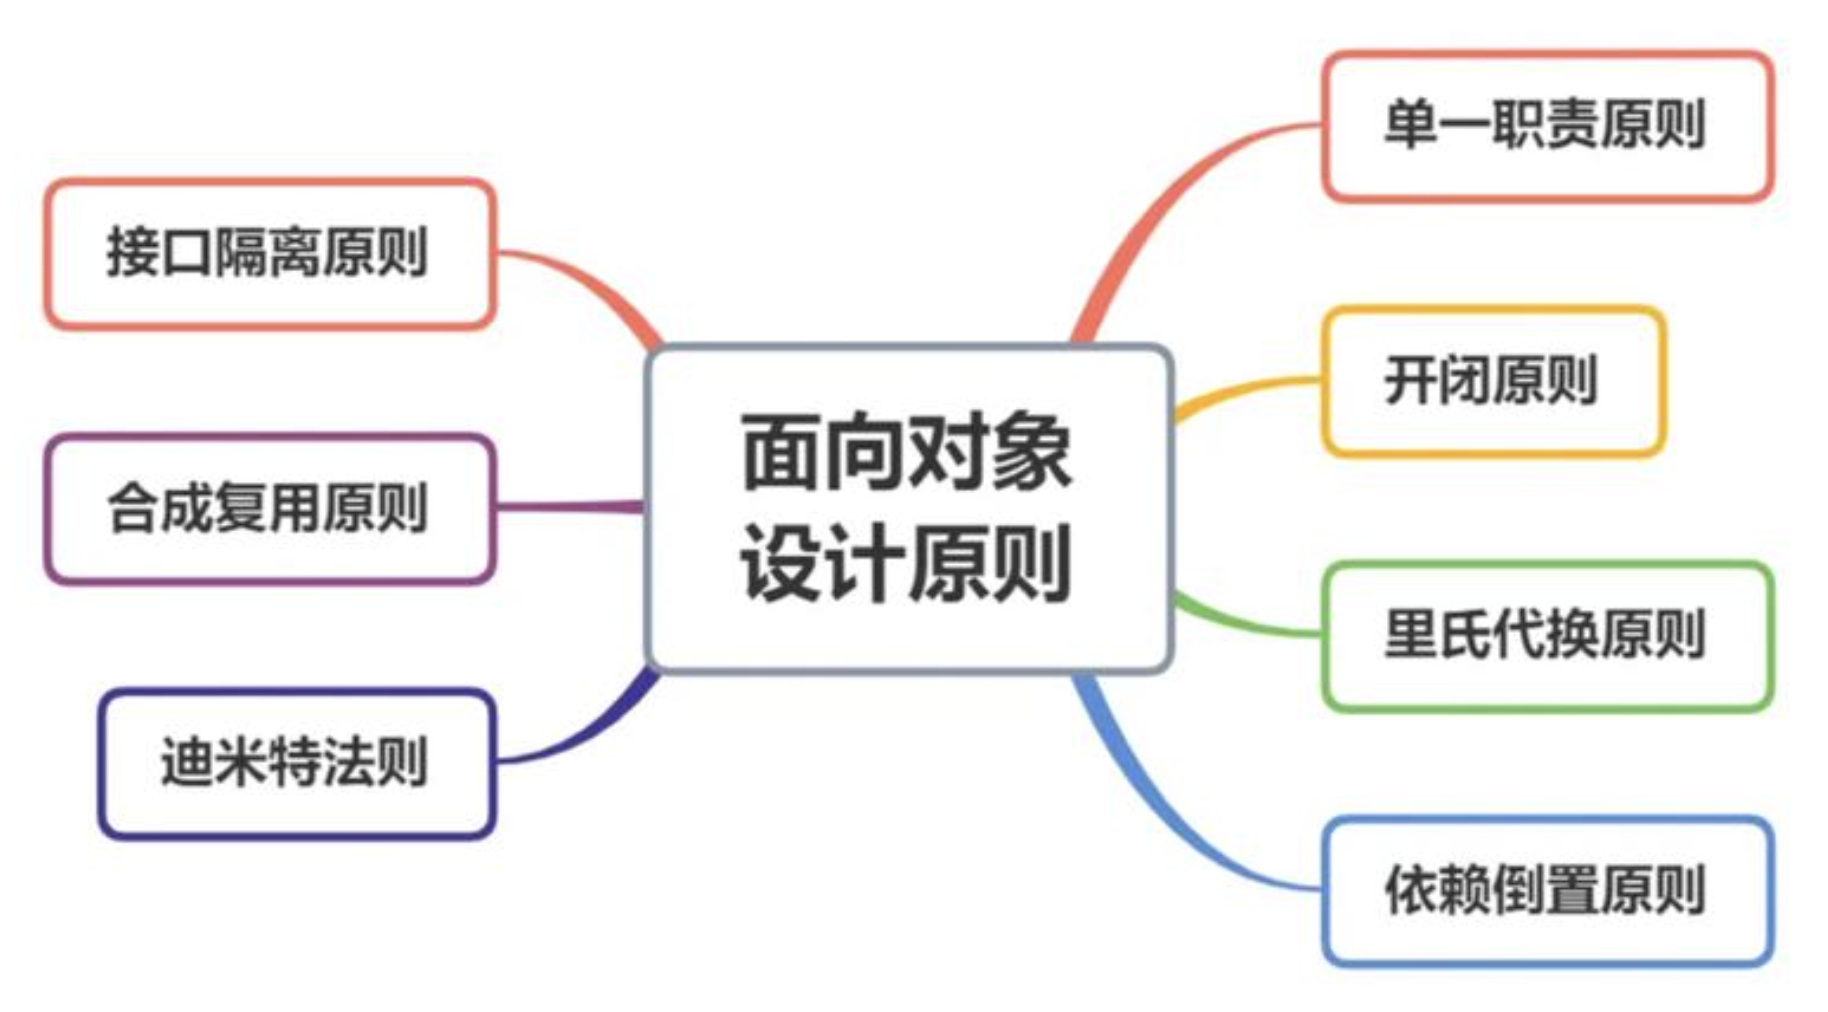 面向对象
设计原则
单一职责原则
开闭原则
里氏代换原则
依赖倒置原则
接口隔离原则
合成复用原则
迪米特法则